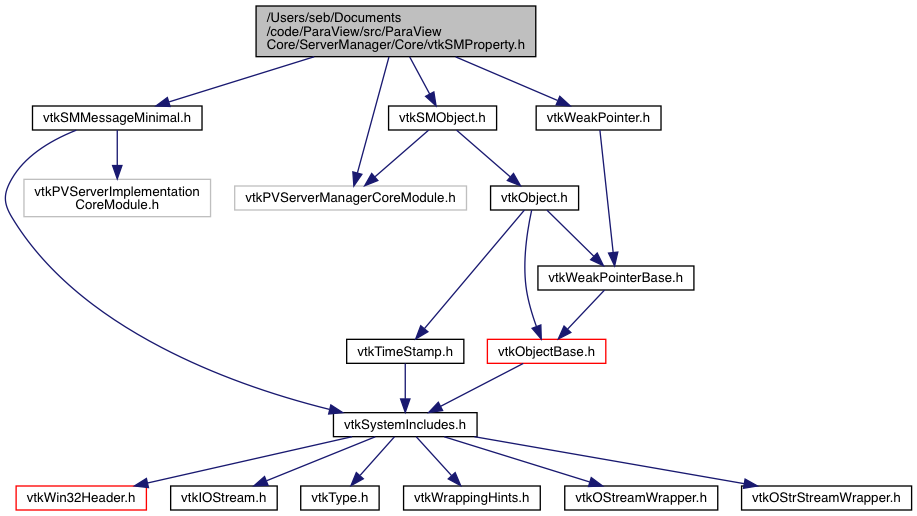 /Users/seb/Documents
/code/ParaView/src/ParaView
Core/ServerManager/Core/vtkSMProperty.h
vtkSMMessageMinimal.h
vtkSMObject.h
vtkWeakPointer.h
vtkPVServerImplementation
CoreModule.h
vtkPVServerManagerCoreModule.h
vtkObject.h
vtkWeakPointerBase.h
vtkTimeStamp.h
vtkObjectBase.h
vtkSystemIncludes.h
vtkWin32Header.h
vtkIOStream.h
vtkType.h
vtkWrappingHints.h
vtkOStreamWrapper.h
vtkOStrStreamWrapper.h